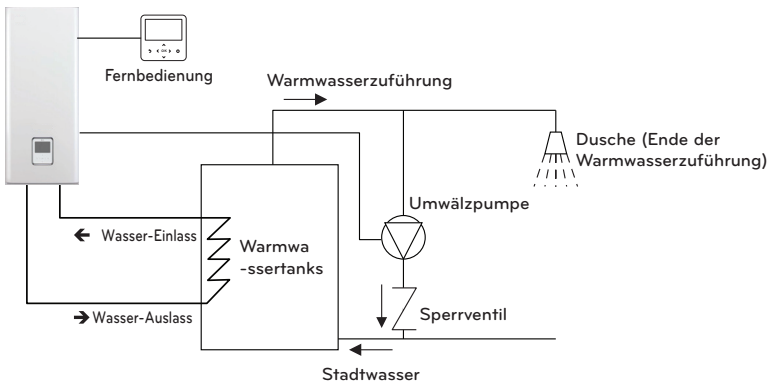 Fernbedienung
Warmwasserzuführung
Dusche (Ende der
Warmwasserzuführung)
Umwälzpumpe
Wasser-Einlass
Warmwa
-ssertanks
Wasser-Auslass
Sperrventil
Stadtwasser